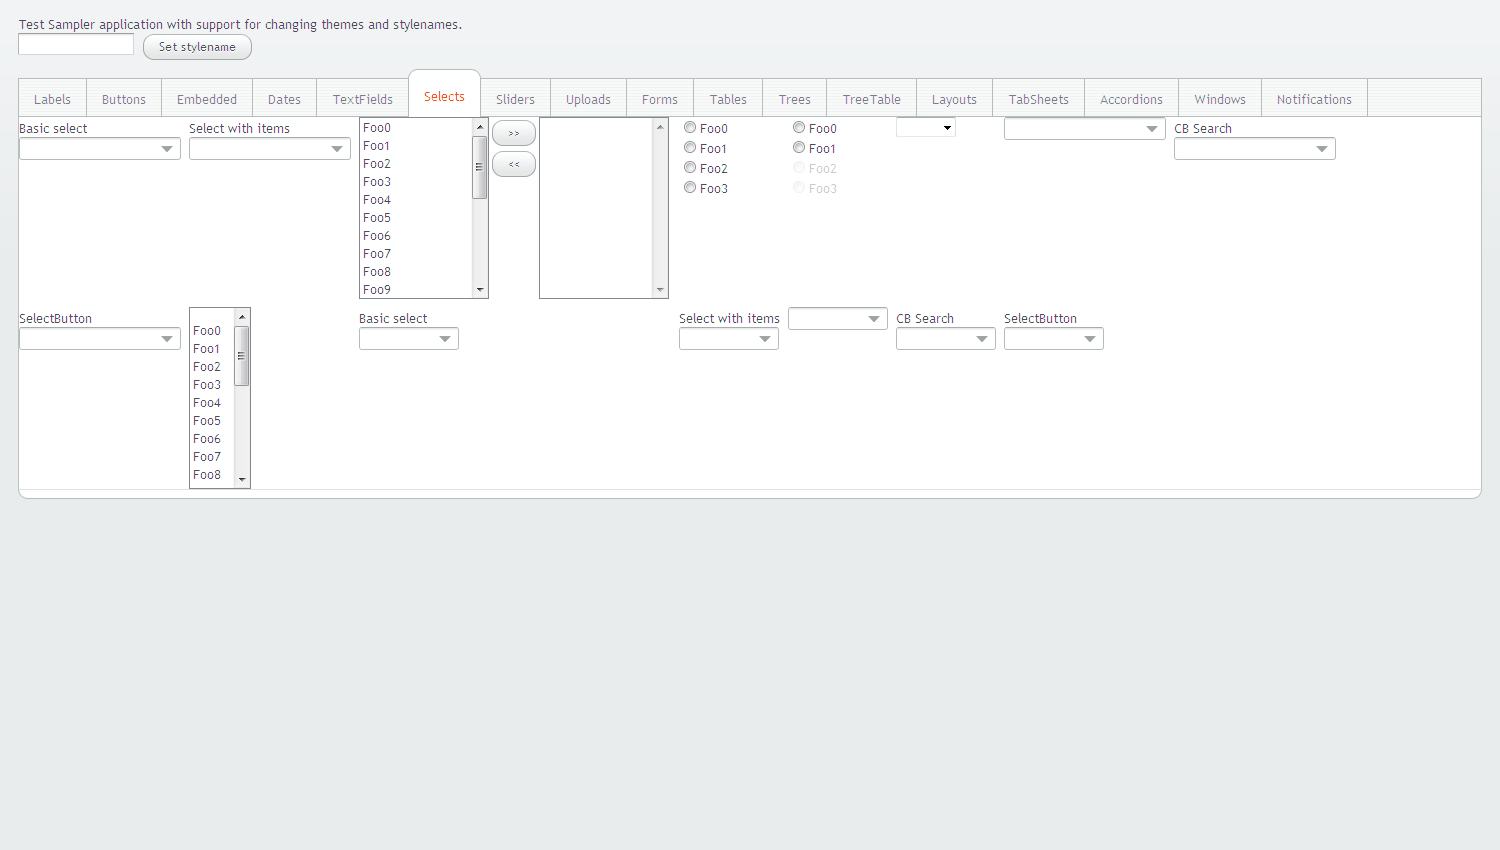 Test Sampler application with support for changing themes and stylenames.
Set stylename
Labels Buttons Embedded Dates TextFields Selects Sliders Uploads Forms Tables Trees TreeTable Layouts TabSheets Accordions Windows Notifications
Basic select
Select with items
Foo0
Foo1
Foo2
Foo3
Foo4
Foo5
Foo6
Foo7
Foo8
Foo9
>>
<<
Foo0
Foo1
Foo2
Foo3
Foo0
Foo1
Foo2
Foo3
CB Search
SelectButton
Foo0
Foo1
Foo2
Foo3
Foo4
Foo5
Foo6
Foo7
Foo8
Basic select
Select with items
CB Search
SelectButton